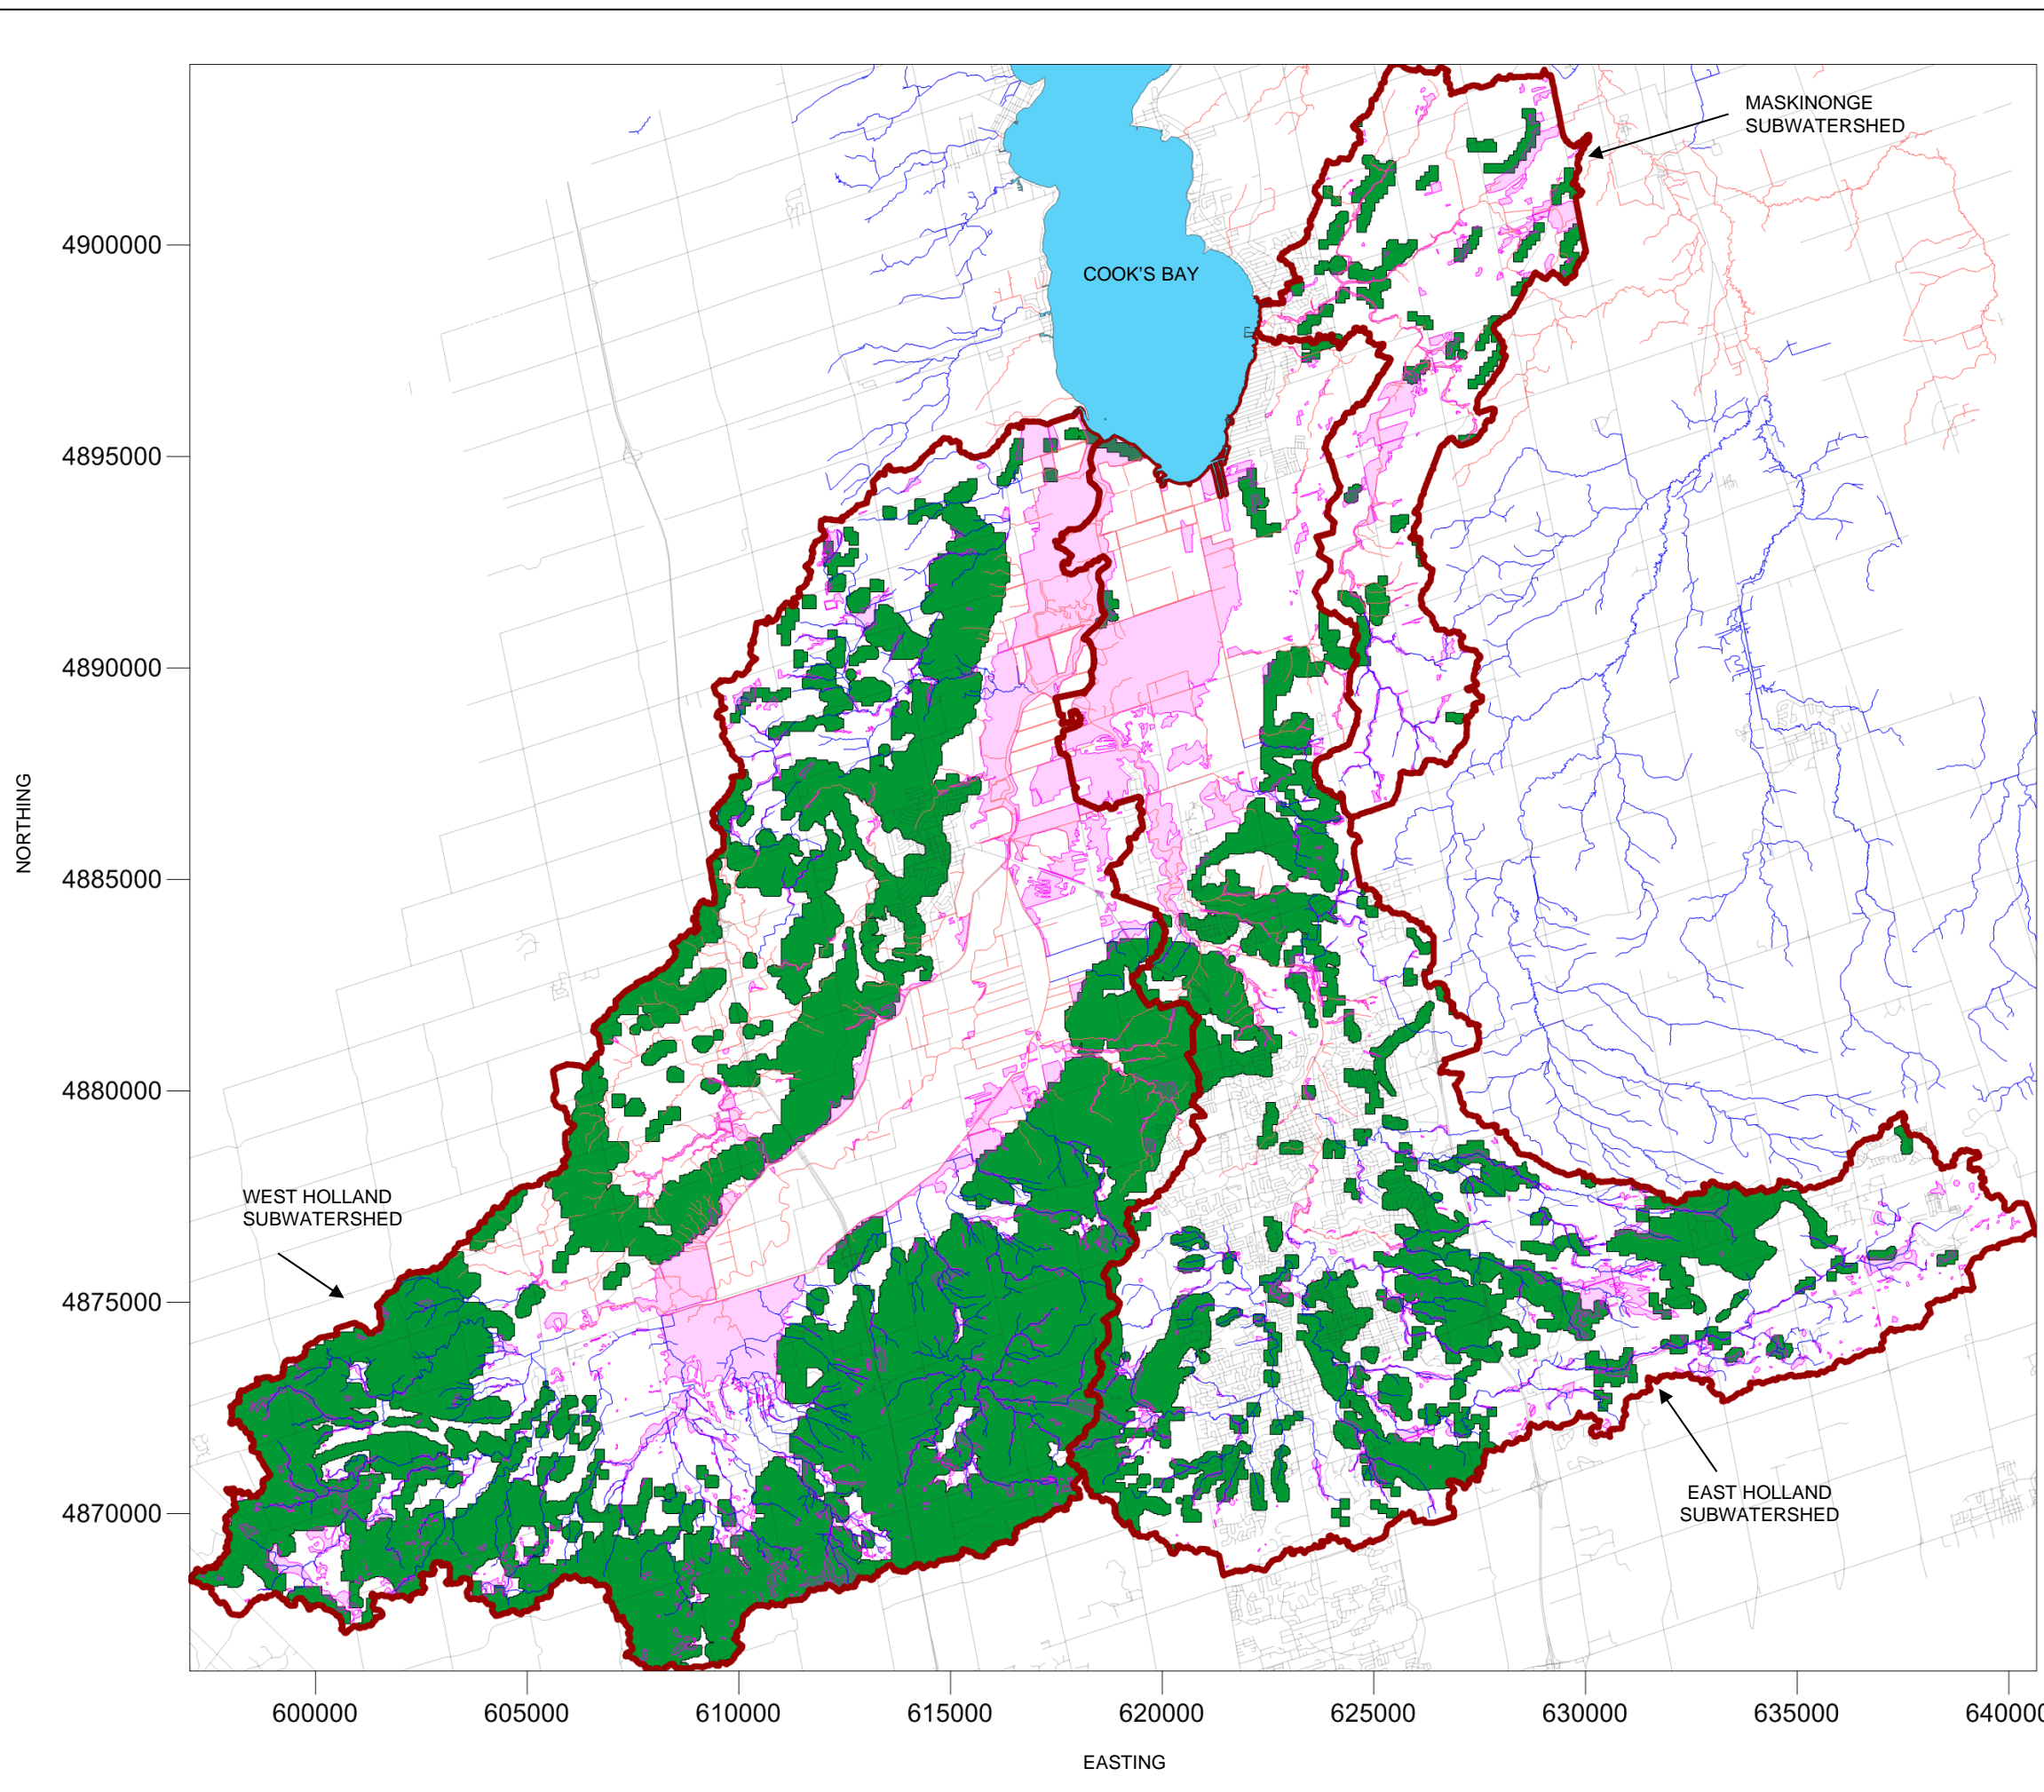 MASKINONGE
SUBWATERSHED
COOK'S BAY
4900000
4895000
4890000
4885000
4880000
4875000
4870000
NORTHING
WEST HOLLAND
SUBWATERSHED
EAST HOLLAND
SUBWATERSHED
600000 605000 610000 615000 620000 625000 630000 635000 64000
EASTING